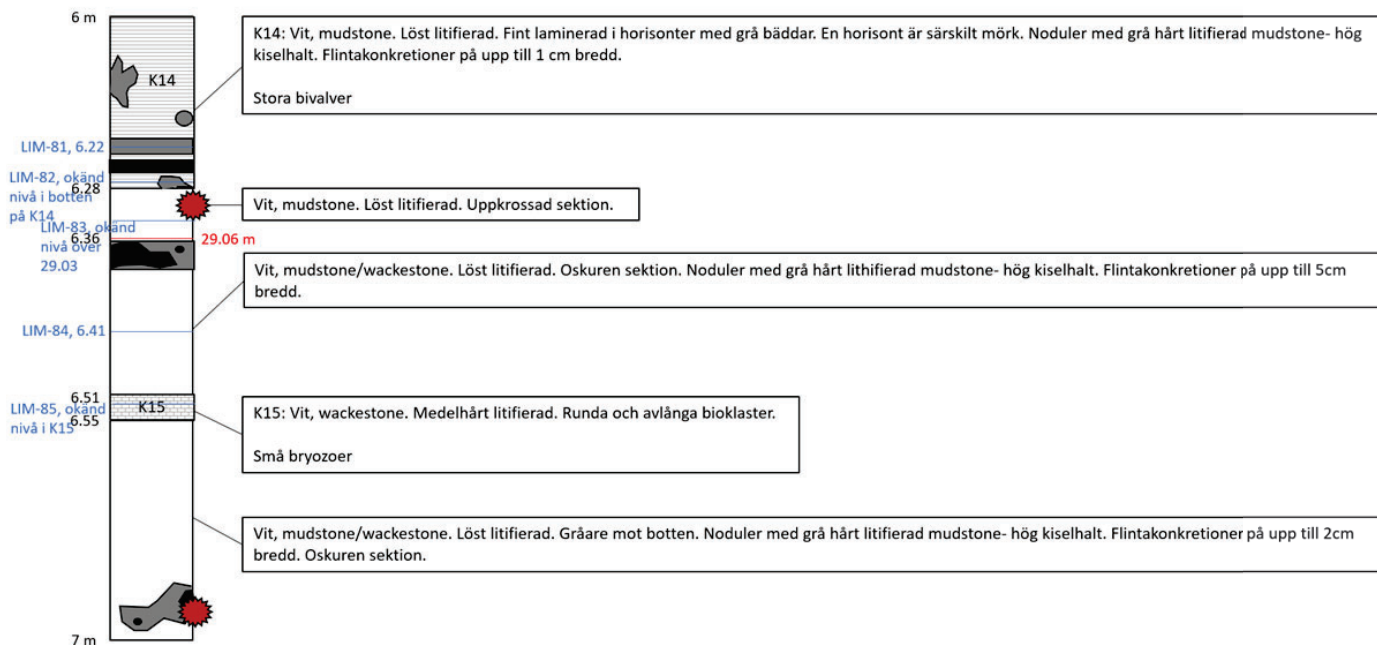 6 m
K14: Vit, mudstone. Löst litifierad. Fint laminerad i horisonter med grå bäddar. En horisont är särskilt mörk. Noduler med grå hårt litifierad mudstone- hög
kiselhalt. Flintakonkretioner på upp till 1 cm bredd.
Stora bivalver
K14
LIM-81, 6.22
LIM-82, okänd
nivå i botten
på K14
6.28
Vit, mudstone. Löst litifierad. Uppkrossad sektion.
LIM-83, okänd
nivå över
29.03
6.36
29.06 m
Vit, mudstone/wackestone. Löst litifierad. Oskuren sektion. Noduler med grå hårt lithifierad mudstone- hög kiselhalt. Flintakonkretioner på upp till 5cm
bredd.
LIM-84, 6.41
6.51
LIM-85, okänd
nivå i K15
K15
6.55
K15: Vit, wackestone. Medelhårt litifierad. Runda och avlånga bioklaster.
Små bryozoer
Vit, mudstone/wackestone. Löst litifierad. Gråare mot botten. Noduler med grå hårt litifierad mudstone- hög kiselhalt. Flintakonkretioner på upp till 2cm
bredd. Oskuren sektion.
7 m